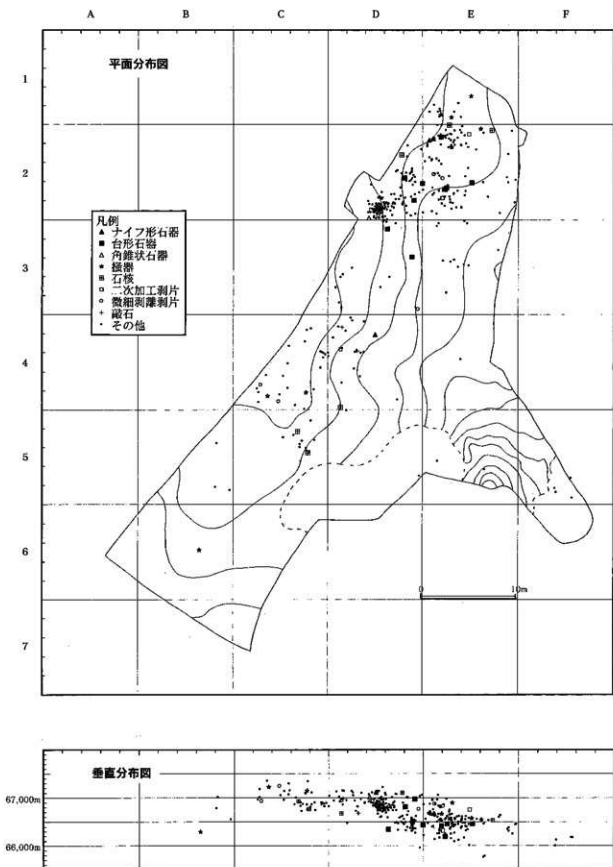 A B C D E F
平面分布図
1
2
3
4
5
6
7
凡例
ナイフ形石器
台形石器
角錐状石器
掻器
石核
二次加工剥片
微細剥離剥片
敲石
その他
0 10m
垂直分布図
67,000m
66,000m